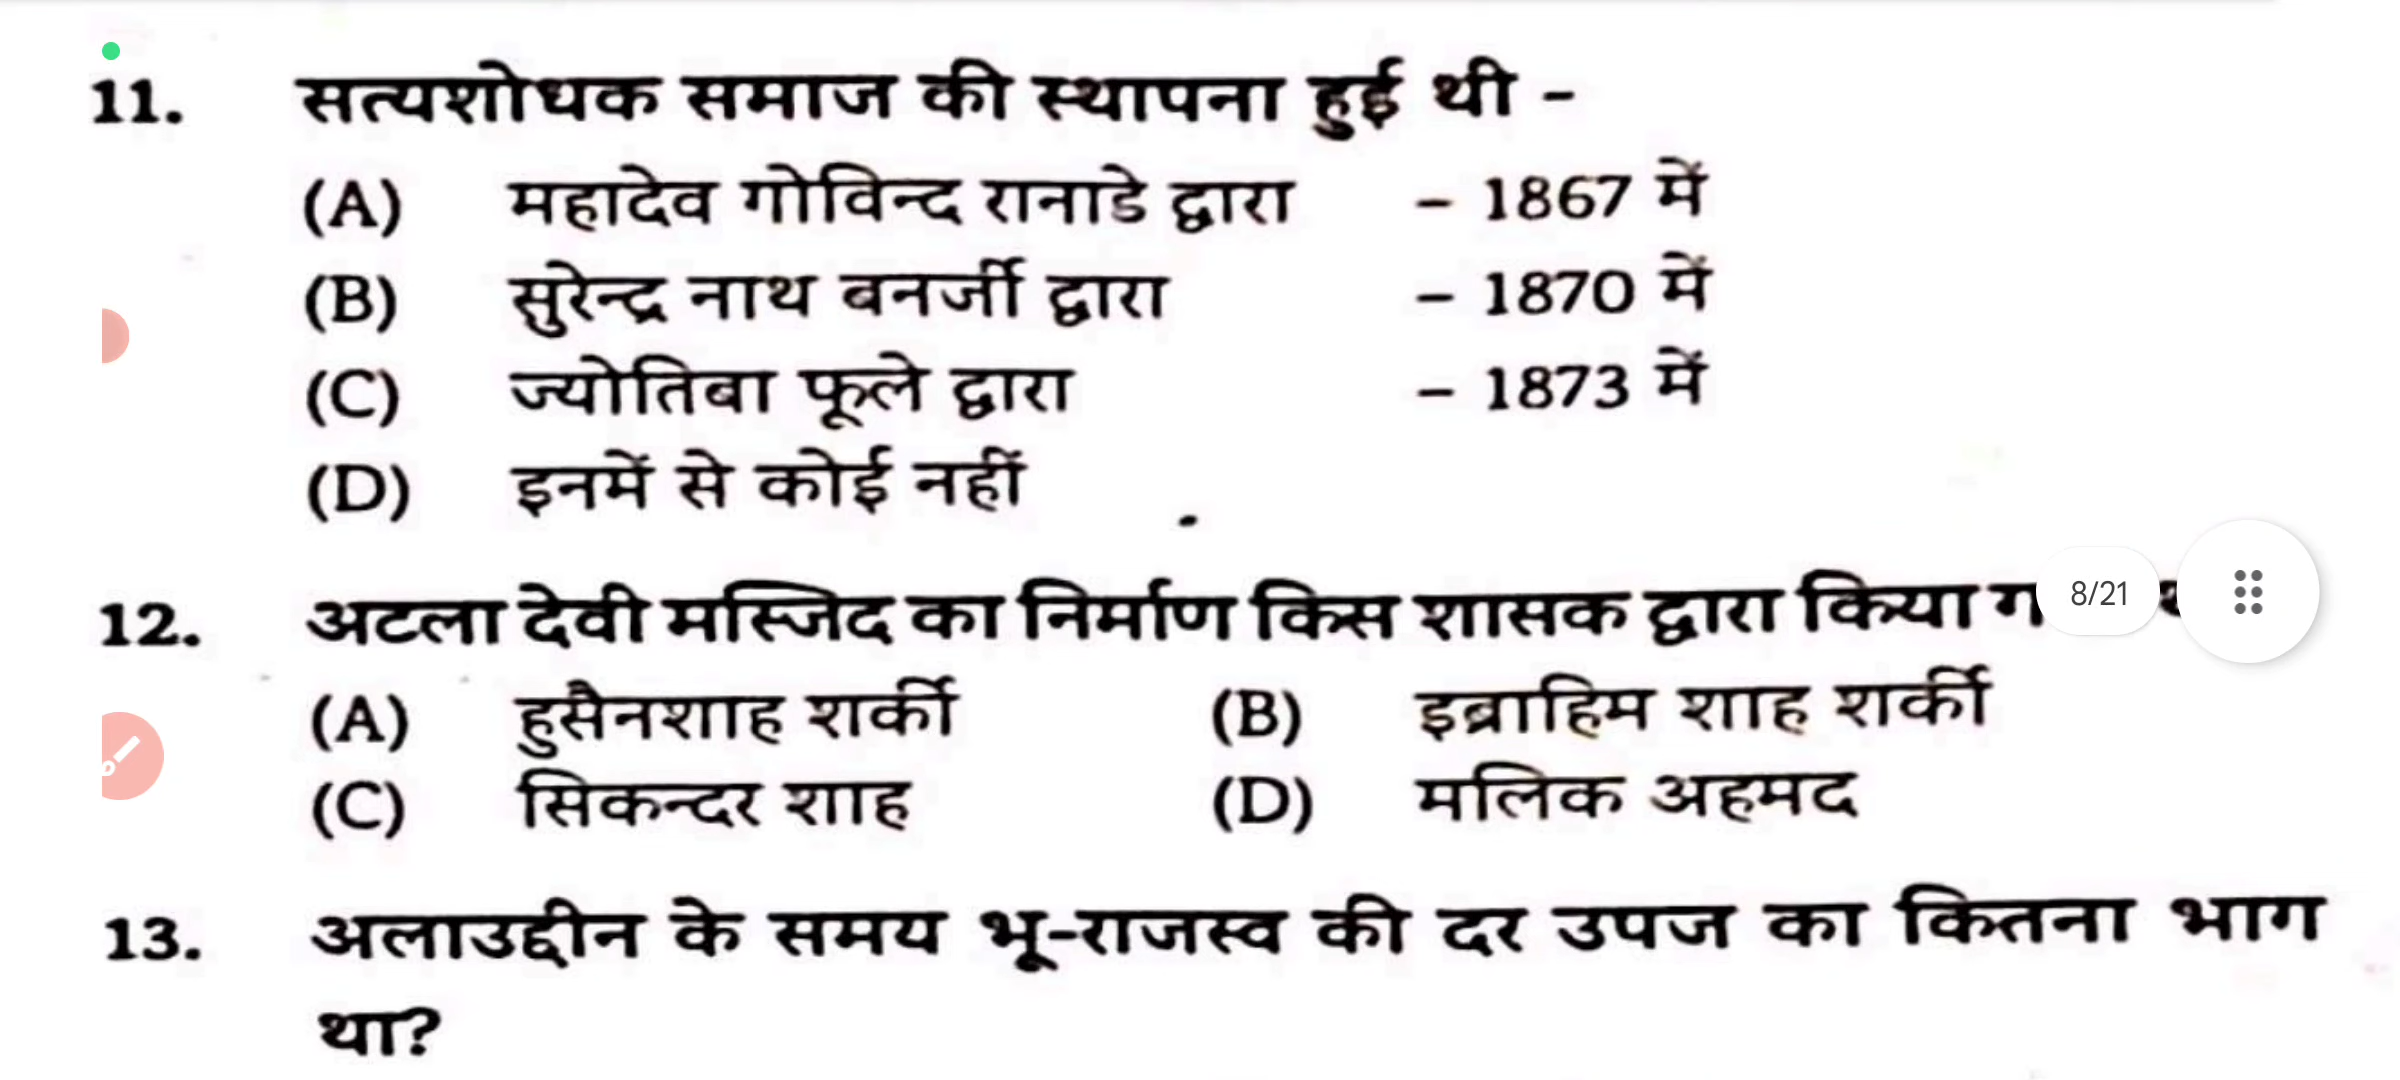 11. सत्यशोधक समाज की स्थापना हुई थी -
(A) महादेव गोविन्द रानाडे द्वारा - 1867 में
(B) सुरेन्द्र नाथ बनर्जी द्वारा - 1870 में
(C) ज्योतिबा फूले द्वारा - 1873 में
(D) इनमें से कोई नहीं
12. अटला देवी मस्जिद का निर्माण किस शासक द्वारा किया
8/21
(A) हुसैनशाह शर्की (B) इब्राहिम शाह शर्की
(C) सिकन्दर शाह (D) मलिक अहमद
13. अलाउद्दीन के समय भू-राजस्व की दर उपज का कितना भाग
था?